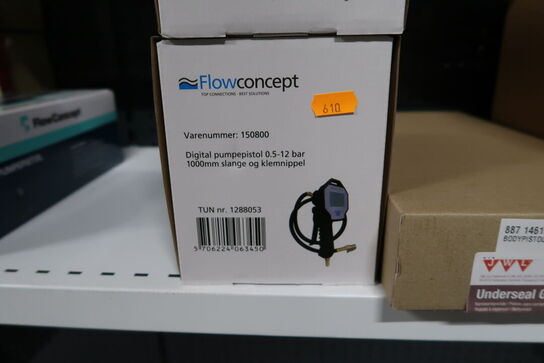 Flowconcept
TOP CONNECTIONS - BEST SOLUTIONS
610
Varenummer: 150800
Digital pumpepistol 0.5-12 bar
1000mm slange og klemnippel
TUN nr. 1288053
5 706224 063450
FlowConcept
887 1461
BODYPISTOL
JAWAL
Underseal G